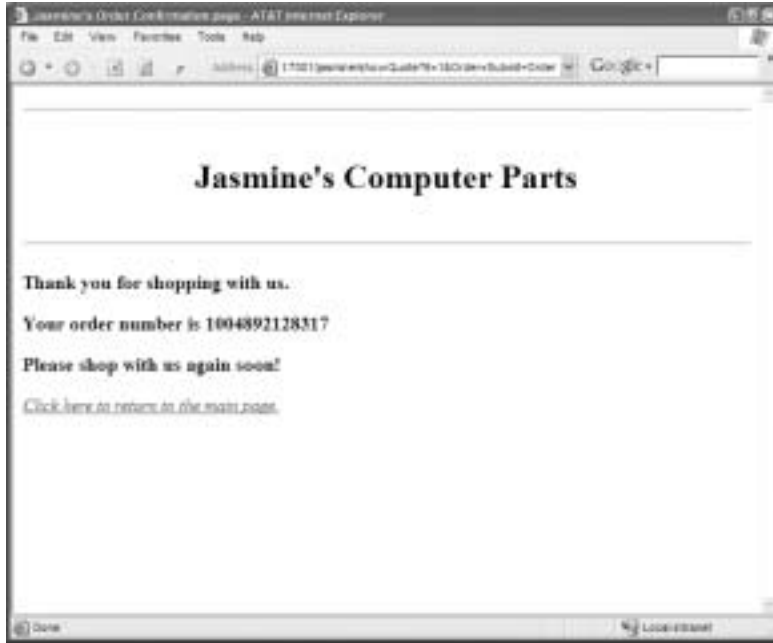 Jasmine's Order Confirmation page - AT&T Internet Explorer
File Edit View Favorites Tools Help
Address Google
Jasmine's Computer Parts
Thank you for shopping with us.
Your order number is 1004892128317
Please shop with us again soon!
Click here to return to the main page.
Done Local intranet